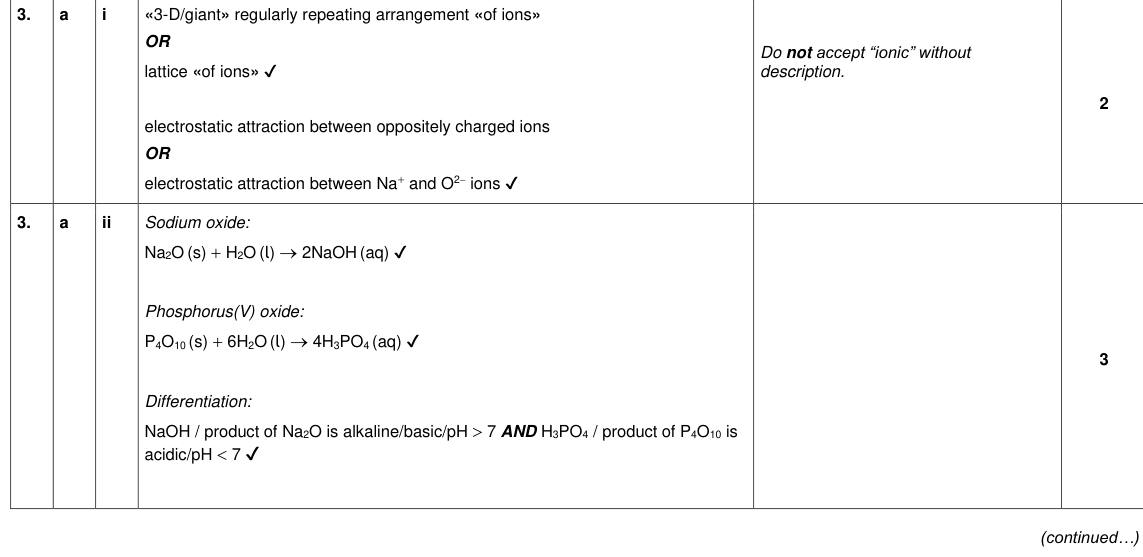 3. a i «3-D/giant» regularly repeating arrangement «of ions»
OR
lattice «of ions» ✓
Do not accept “ionic” without
description.
2
electrostatic attraction between oppositely charged ions
OR
electrostatic attraction between Na⁺ and O²⁻ ions ✓
3. a ii Sodium oxide:
Na₂O (s) + H₂O (l) → 2NaOH (aq) ✓
Phosphorus(V) oxide:
P₄O₁₀ (s) + 6H₂O (l) → 4H₃PO₄ (aq) ✓
3
Differentiation:
NaOH / product of Na₂O is alkaline/basic/pH > 7 AND H₃PO₄ / product of P₄O₁₀ is
acidic/pH < 7 ✓
(continued…)